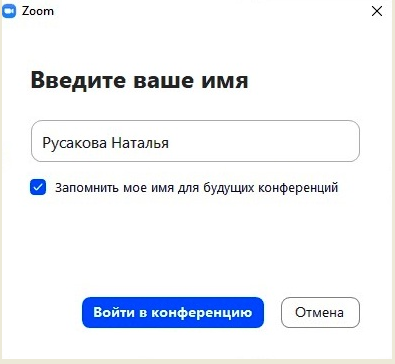 Zoom
Введите ваше имя
Русакова Наталья
Запомнить мое имя для будущих конференций
Войти в конференцию
Отмена